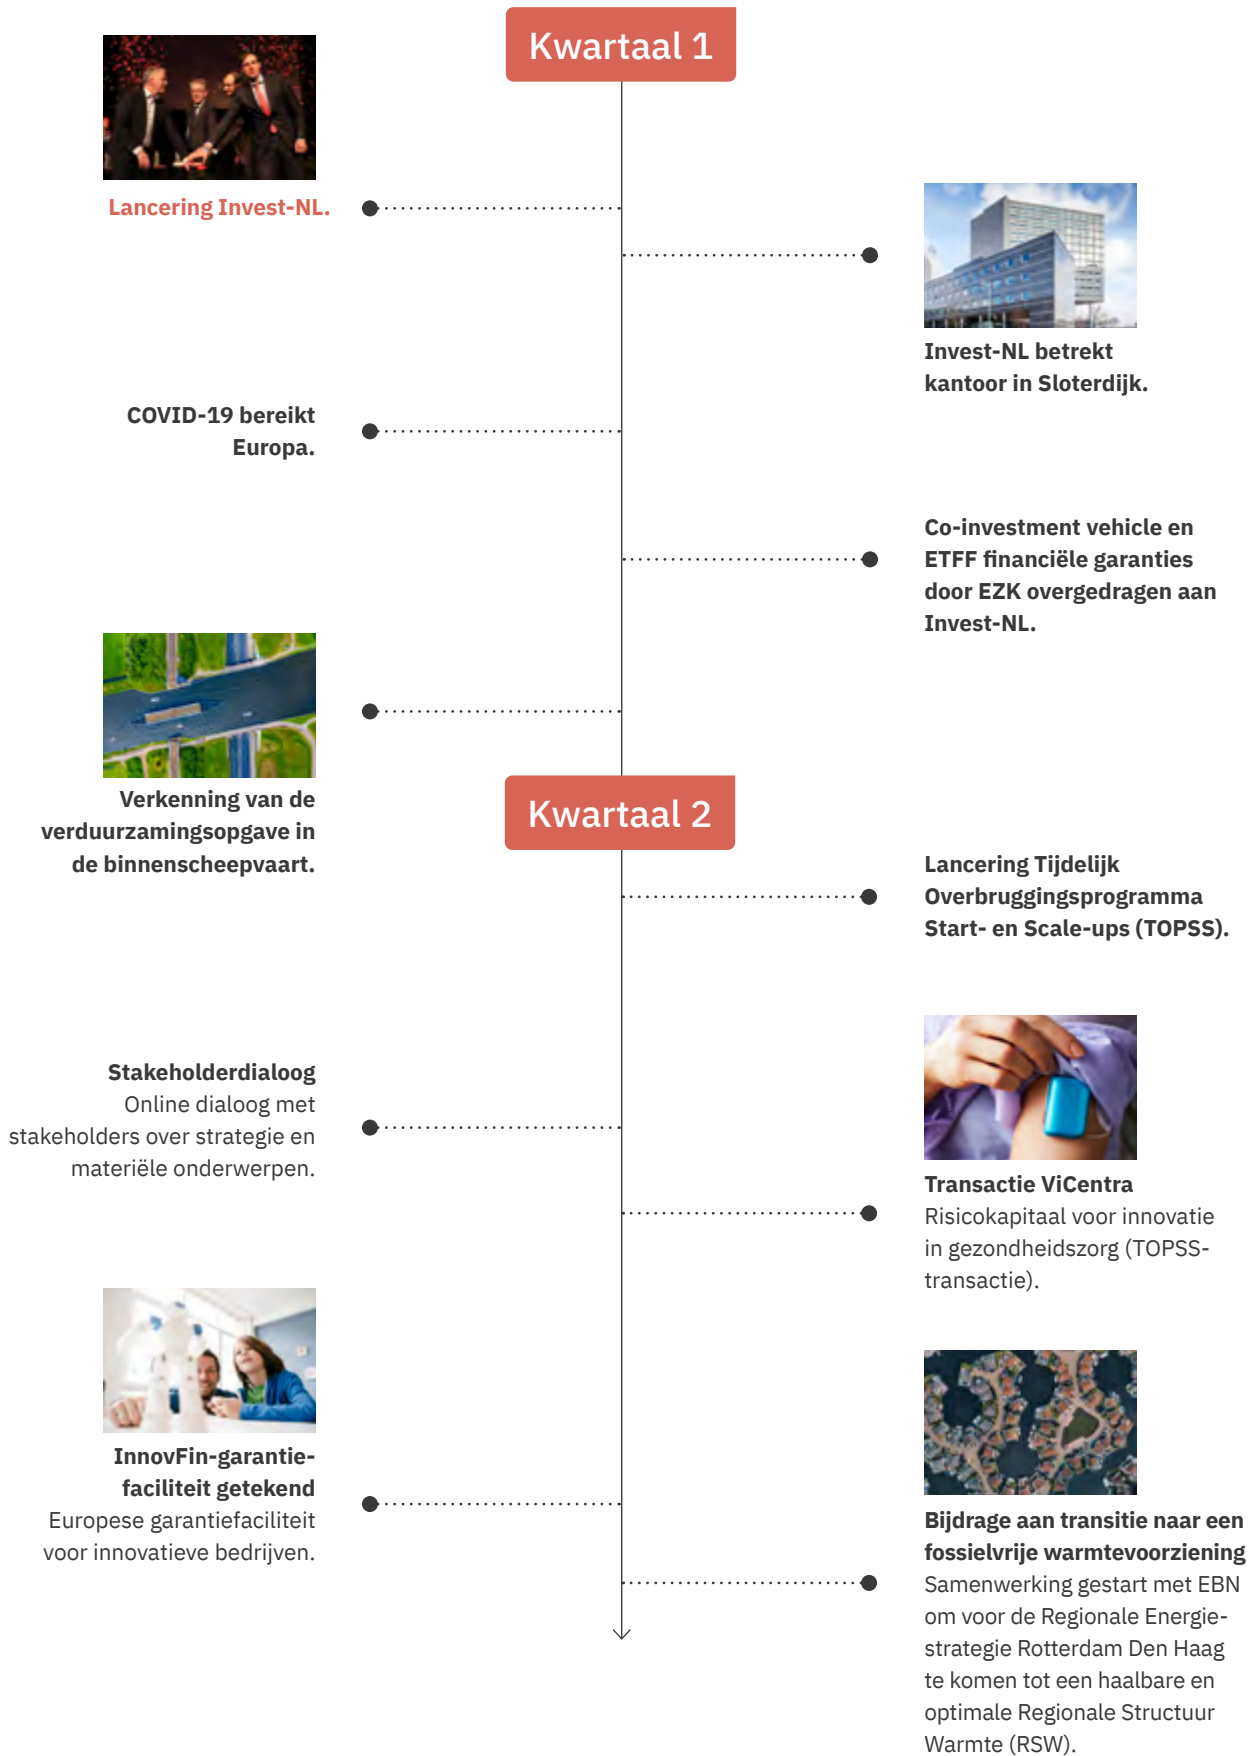 Kwartaal 1
Lancering Invest-NL.
Invest-NL betrekt
kantoor in Sloterdijk.
COVID-19 bereikt
Europa.
Co-investment vehicle en
ETFF financiële garanties
door EZK overgedragen aan
Invest-NL.
Verkenning van de
verduurzamingsopgave in
de binnenscheepvaart.
Kwartaal 2
Lancering Tijdelijk
Overbruggingsprogramma
Start- en Scale-ups (TOPSS).
Stakeholderdialoog
Online dialoog met
stakeholders over strategie en
materiële onderwerpen.
Transactie ViCentra
Risicokapitaal voor innovatie
in gezondheidszorg (TOPSS-
transactie).
InnovFin-garantie-
faciliteit getekend
Europese garantiefaciliteit
voor innovatieve bedrijven.
Bijdrage aan transitie naar een
fossielvrije warmtevoorziening
Samenwerking gestart met EBN
om voor de Regionale Energie-
strategie Rotterdam Den Haag
te komen tot een haalbare en
optimale Regionale Structuur
Warmte (RSW).